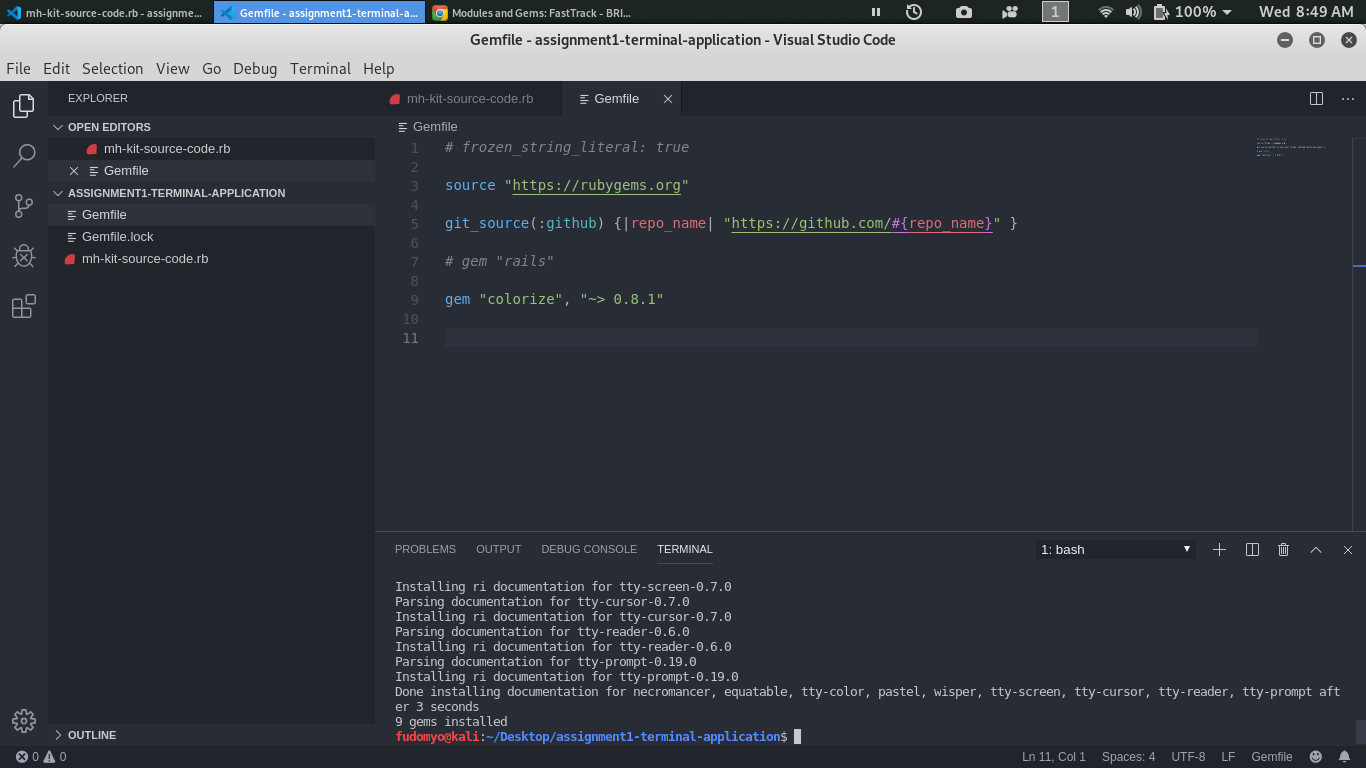 mh-kit-source-code.rb - assignme...
Gemfile - assignment1-terminal-a...
Modules and Gems: FastTrack - BRI...
1
100%
Wed 8:49 AM
Gemfile - assignment1-terminal-application - Visual Studio Code
File Edit Selection View Go Debug Terminal Help
EXPLORER
OPEN EDITORS
mh-kit-source-code.rb
Gemfile
ASSIGNMENT1-TERMINAL-APPLICATION
Gemfile
Gemfile.lock
mh-kit-source-code.rb
OUTLINE
mh-kit-source-code.rb
Gemfile
Gemfile
1 # frozen_string_literal: true
2
3 source "https://rubygems.org"
4
5 git_source(:github) {|repo_name| "https://github.com/#{repo_name}" }
6
7 # gem "rails"
8
9 gem "colorize", "~> 0.8.1"
10
11
PROBLEMS OUTPUT DEBUG CONSOLE TERMINAL
1: bash
Installing ri documentation for tty-screen-0.7.0
Parsing documentation for tty-cursor-0.7.0
Installing ri documentation for tty-cursor-0.7.0
Parsing documentation for tty-reader-0.6.0
Installing ri documentation for tty-reader-0.6.0
Parsing documentation for tty-prompt-0.19.0
Installing ri documentation for tty-prompt-0.19.0
Done installing documentation for necromancer, equatable, tty-color, pastel, wisper, tty-screen, tty-cursor, tty-reader, tty-prompt aft
er 3 seconds
9 gems installed
fudomyo@kali:~/Desktop/assignment1-terminal-application$
0 0
Ln 11, Col 1 Spaces: 4 UTF-8 LF Gemfile